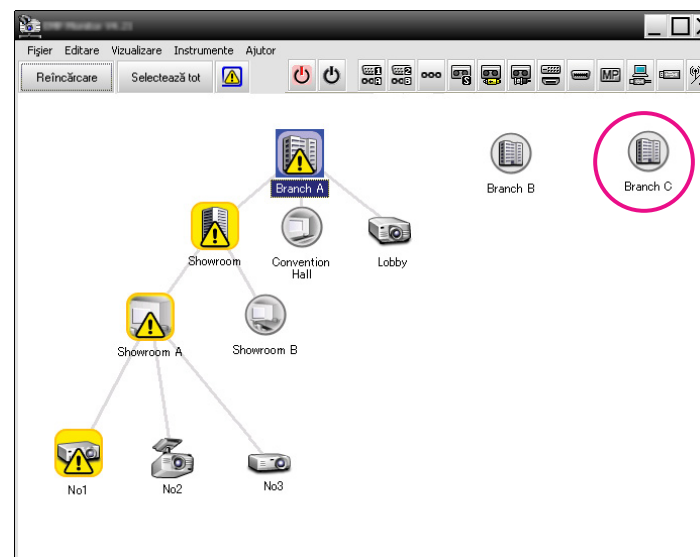 Fişier Editare Vizualizare Instrumente Ajutor
Reîncărcare Selectează tot
MP
Branch A
Branch B
Branch C
Showroom
Convention
Hall
Lobby
Showroom A
Showroom B
No1
No2
No3